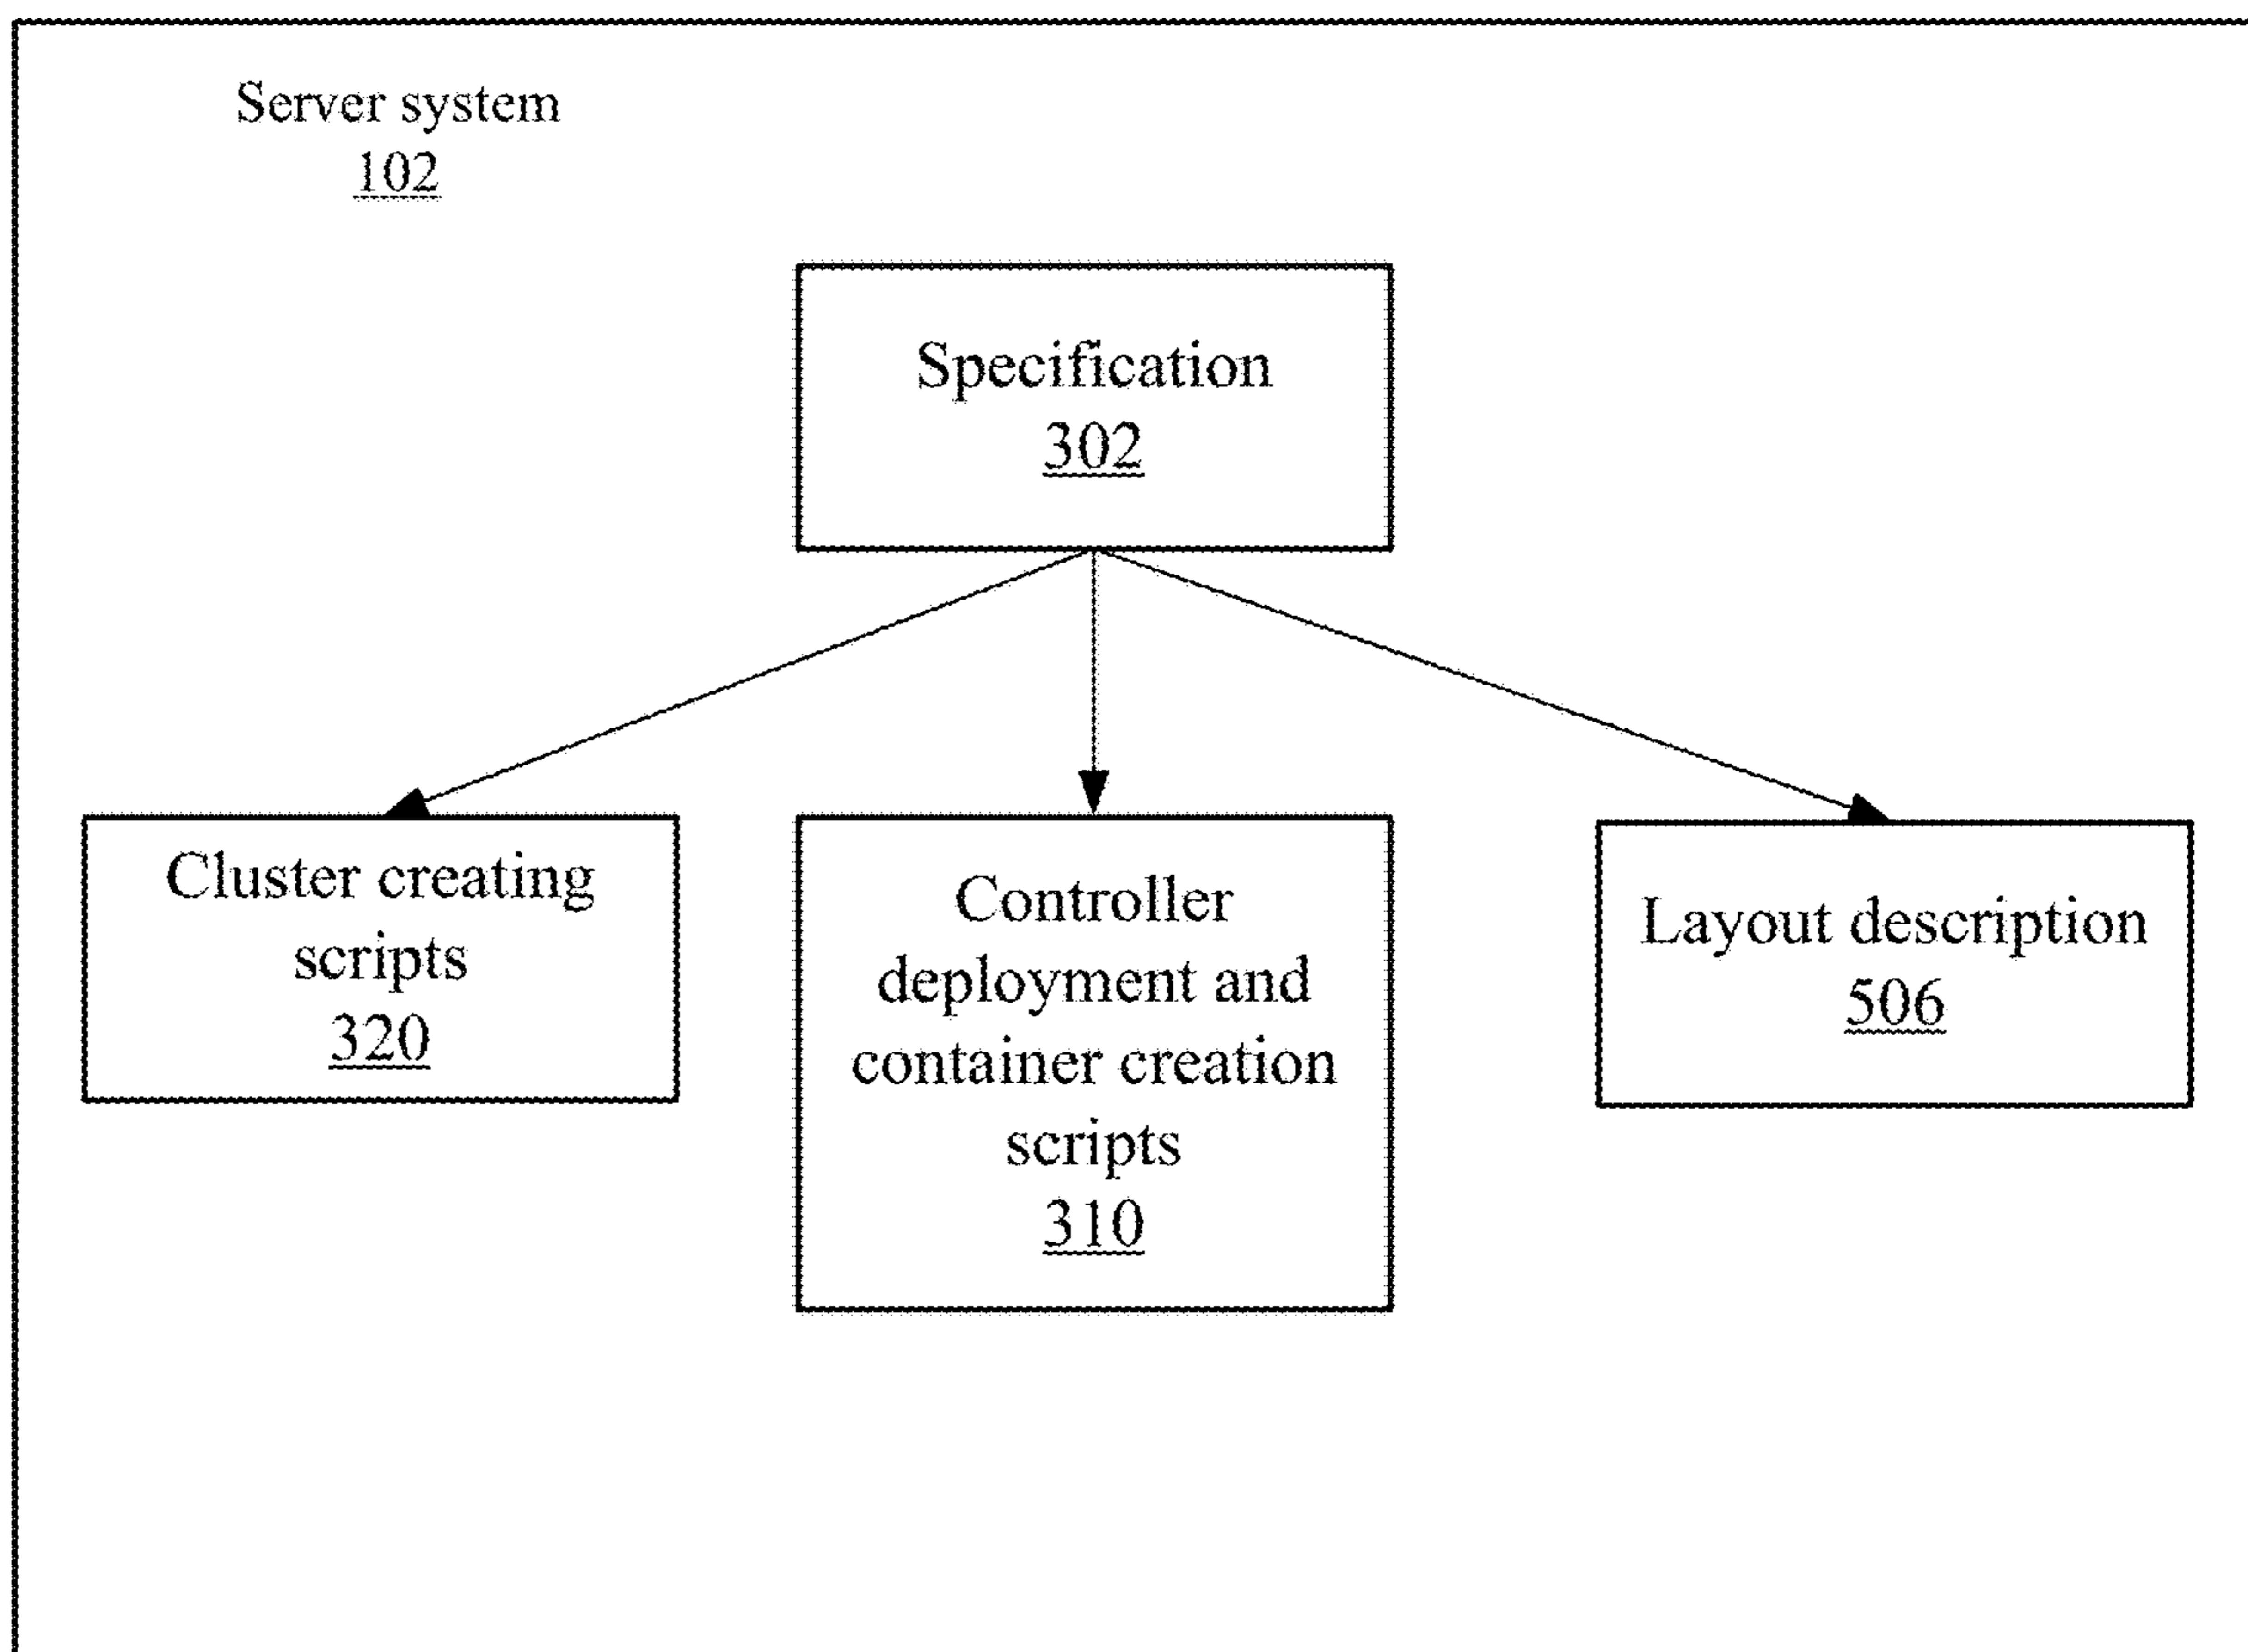 Server system
102
Specification
302
Cluster creating
scripts
320
Controller
deployment and
container creation
scripts
310
Layout description
506